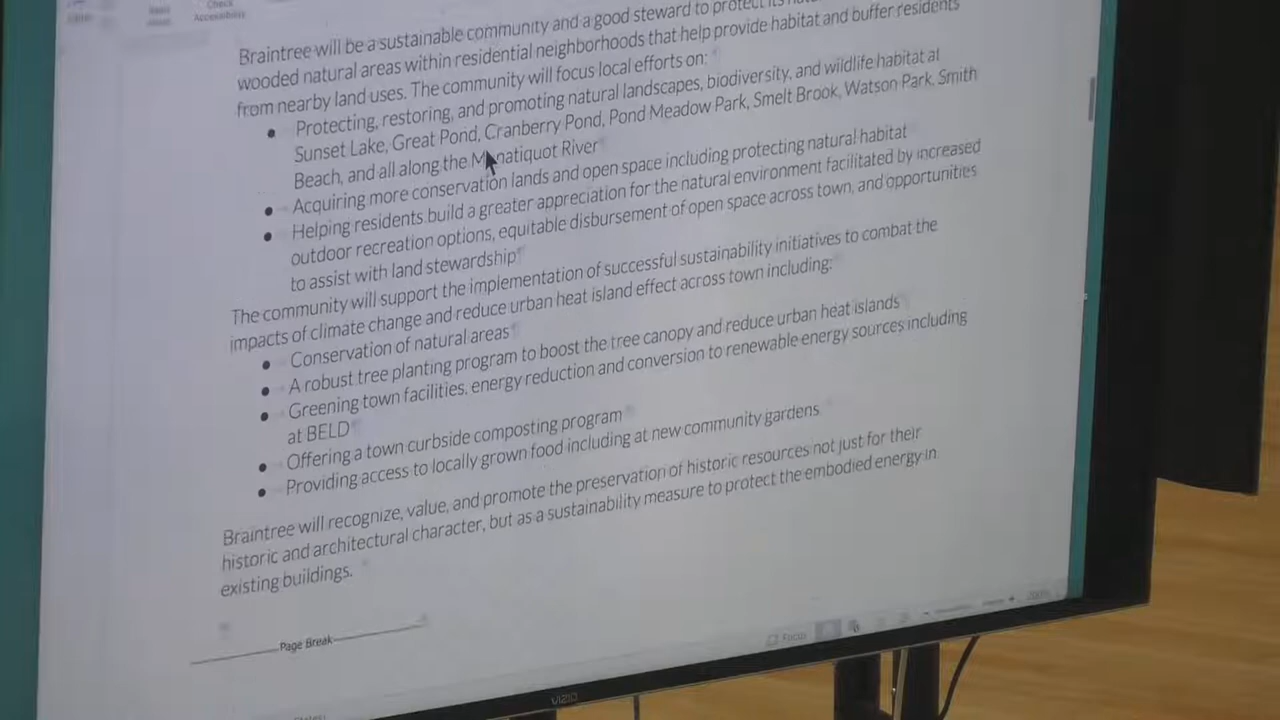 Check
Accessibility
Braintree will be a sustainable community and a good steward to protect its
wooded natural areas within residential neighborhoods that help provide habitat and buffer residents
from nearby land uses. The community will focus local efforts on:
• Protecting, restoring, and promoting natural landscapes, biodiversity, and wildlife habitat at
Sunset Lake, Great Pond, Cranberry Pond, Pond Meadow Park, Smelt Brook, Watson Park, Smith
Beach, and all along the M natiquot River
• Acquiring more conservation lands and open space including protecting natural habitat
• Helping residents build a greater appreciation for the natural environment facilitated by increased
outdoor recreation options, equitable disbursement of open space across town, and opportunities
to assist with land stewardship
The community will support the implementation of successful sustainability initiatives to combat the
impacts of climate change and reduce urban heat island effect across town including:
• Conservation of natural areas
• A robust tree planting program to boost the tree canopy and reduce urban heat islands
• Greening town facilities, energy reduction and conversion to renewable energy sources including
at BELD
• Offering a town curbside composting program
• Providing access to locally grown food including at new community gardens
Braintree will recognize, value, and promote the preservation of historic resources not just for their
historic and architectural character, but as a sustainability measure to protect the embodied energy in
existing buildings.
Page Break
Focus
VIZIO